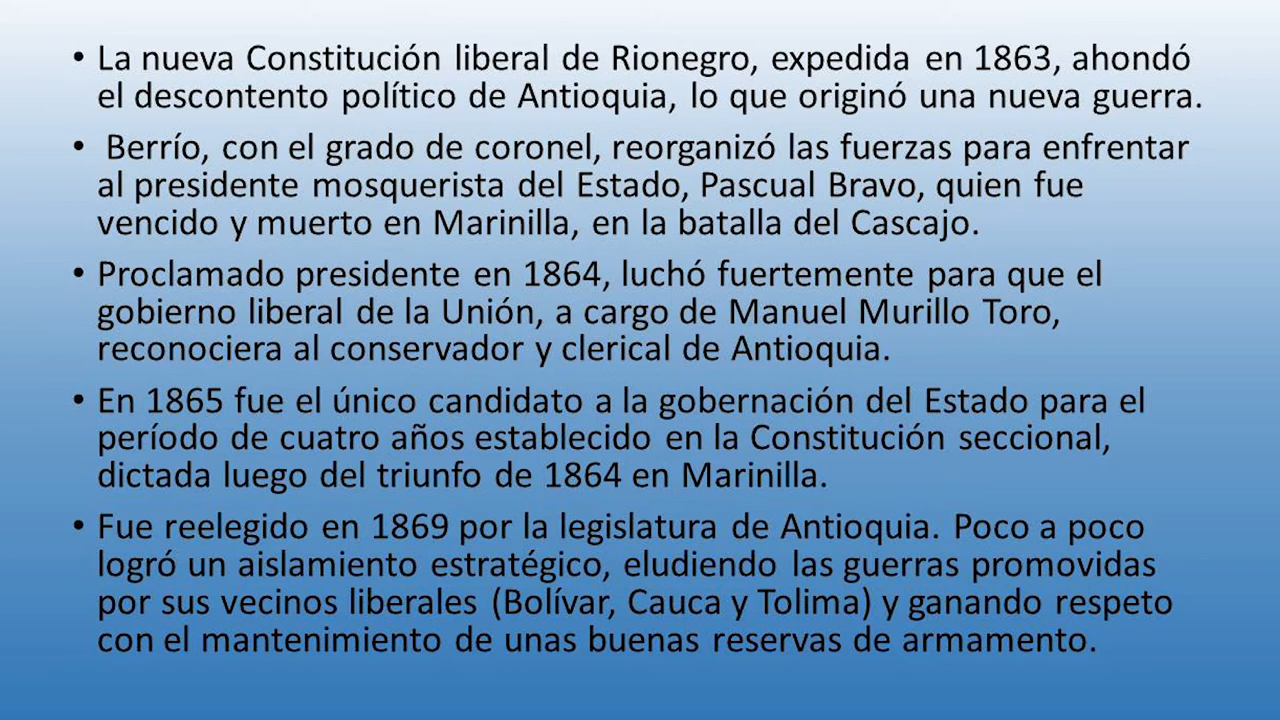 • La nueva Constitución liberal de Rionegro, expedida en 1863, ahondó
el descontento político de Antioquia, lo que originó una nueva guerra.
• Berrío, con el grado de coronel, reorganizó las fuerzas para enfrentar
al presidente mosquerista del Estado, Pascual Bravo, quien fue
vencido y muerto en Marinilla, en la batalla del Cascajo.
• Proclamado presidente en 1864, luchó fuertemente para que el
gobierno liberal de la Unión, a cargo de Manuel Murillo Toro,
reconociera al conservador y clerical de Antioquia.
• En 1865 fue el único candidato a la gobernación del Estado para el
período de cuatro años establecido en la Constitución seccional,
dictada luego del triunfo de 1864 en Marinilla.
• Fue reelegido en 1869 por la legislatura de Antioquia. Poco a poco
logró un aislamiento estratégico, eludiendo las guerras promovidas
por sus vecinos liberales (Bolívar, Cauca y Tolima) y ganando respeto
con el mantenimiento de unas buenas reservas de armamento.